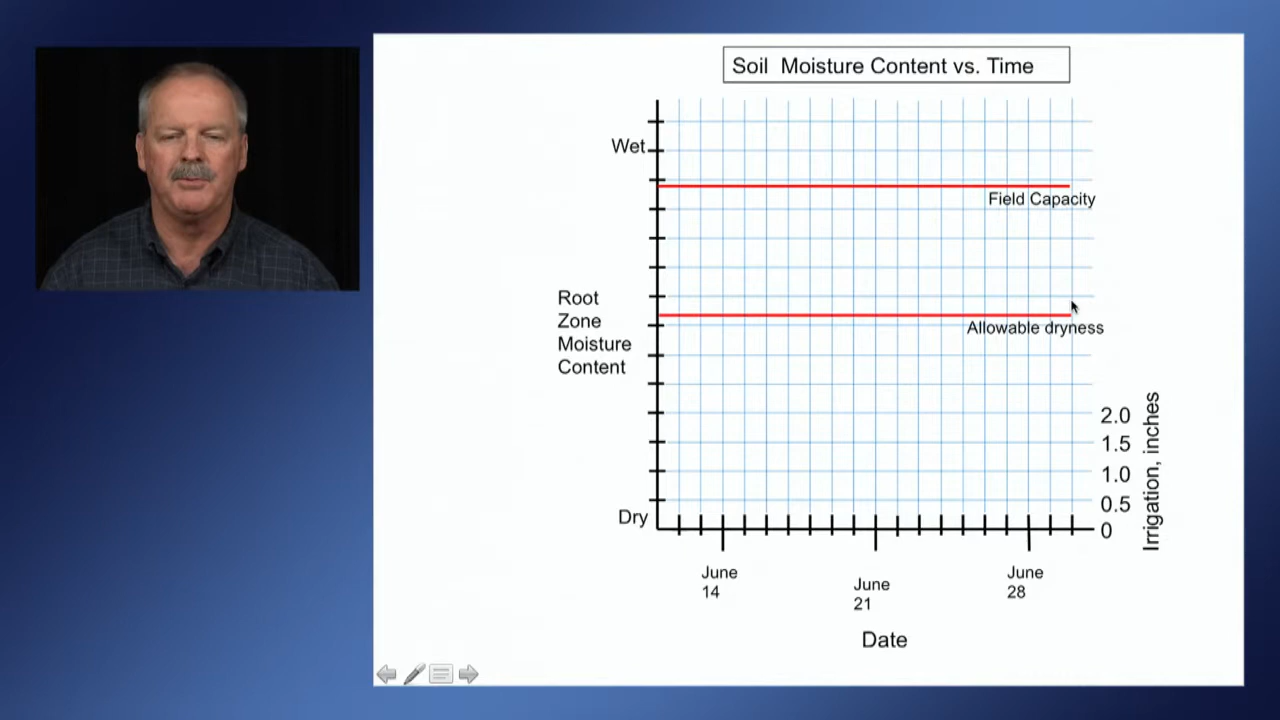 Soil Moisture Content vs. Time
Wet
Field Capacity
Root
Zone
Moisture
Content
Allowable dryness
2.0
1.5
1.0
0.5
0
Irrigation, inches
Dry
June
14
June
21
June
28
Date